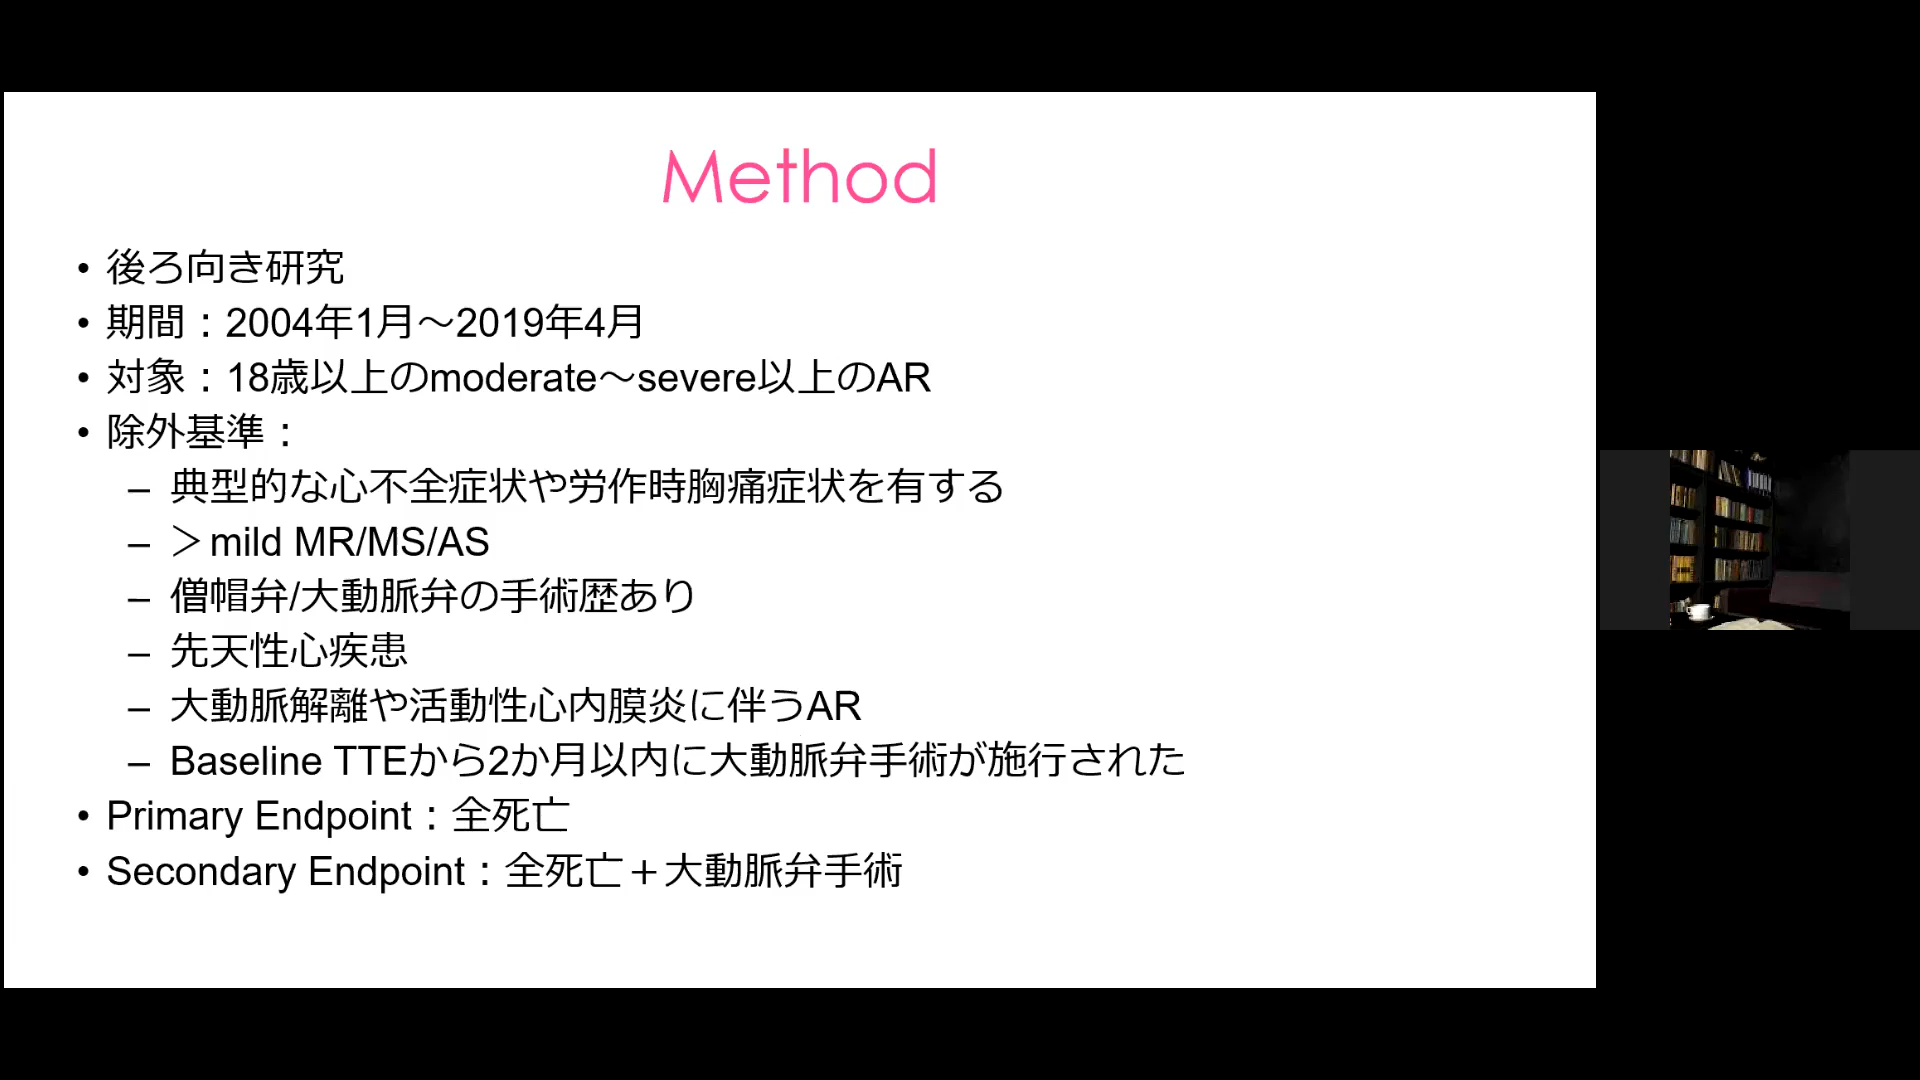 Method
• 後ろ向き研究
• 期間：2004年1月～2019年4月
• 対象：18歳以上のmoderate～severe以上のAR
• 除外基準：
– 典型的な心不全症状や労作時胸痛症状を有する
– ＞mild MR/MS/AS
– 僧帽弁/大動脈弁の手術歴あり
– 先天性心疾患
– 大動脈解離や活動性心内膜炎に伴うAR
– Baseline TTEから2か月以内に大動脈弁手術が施行された
• Primary Endpoint：全死亡
• Secondary Endpoint：全死亡＋大動脈弁手術